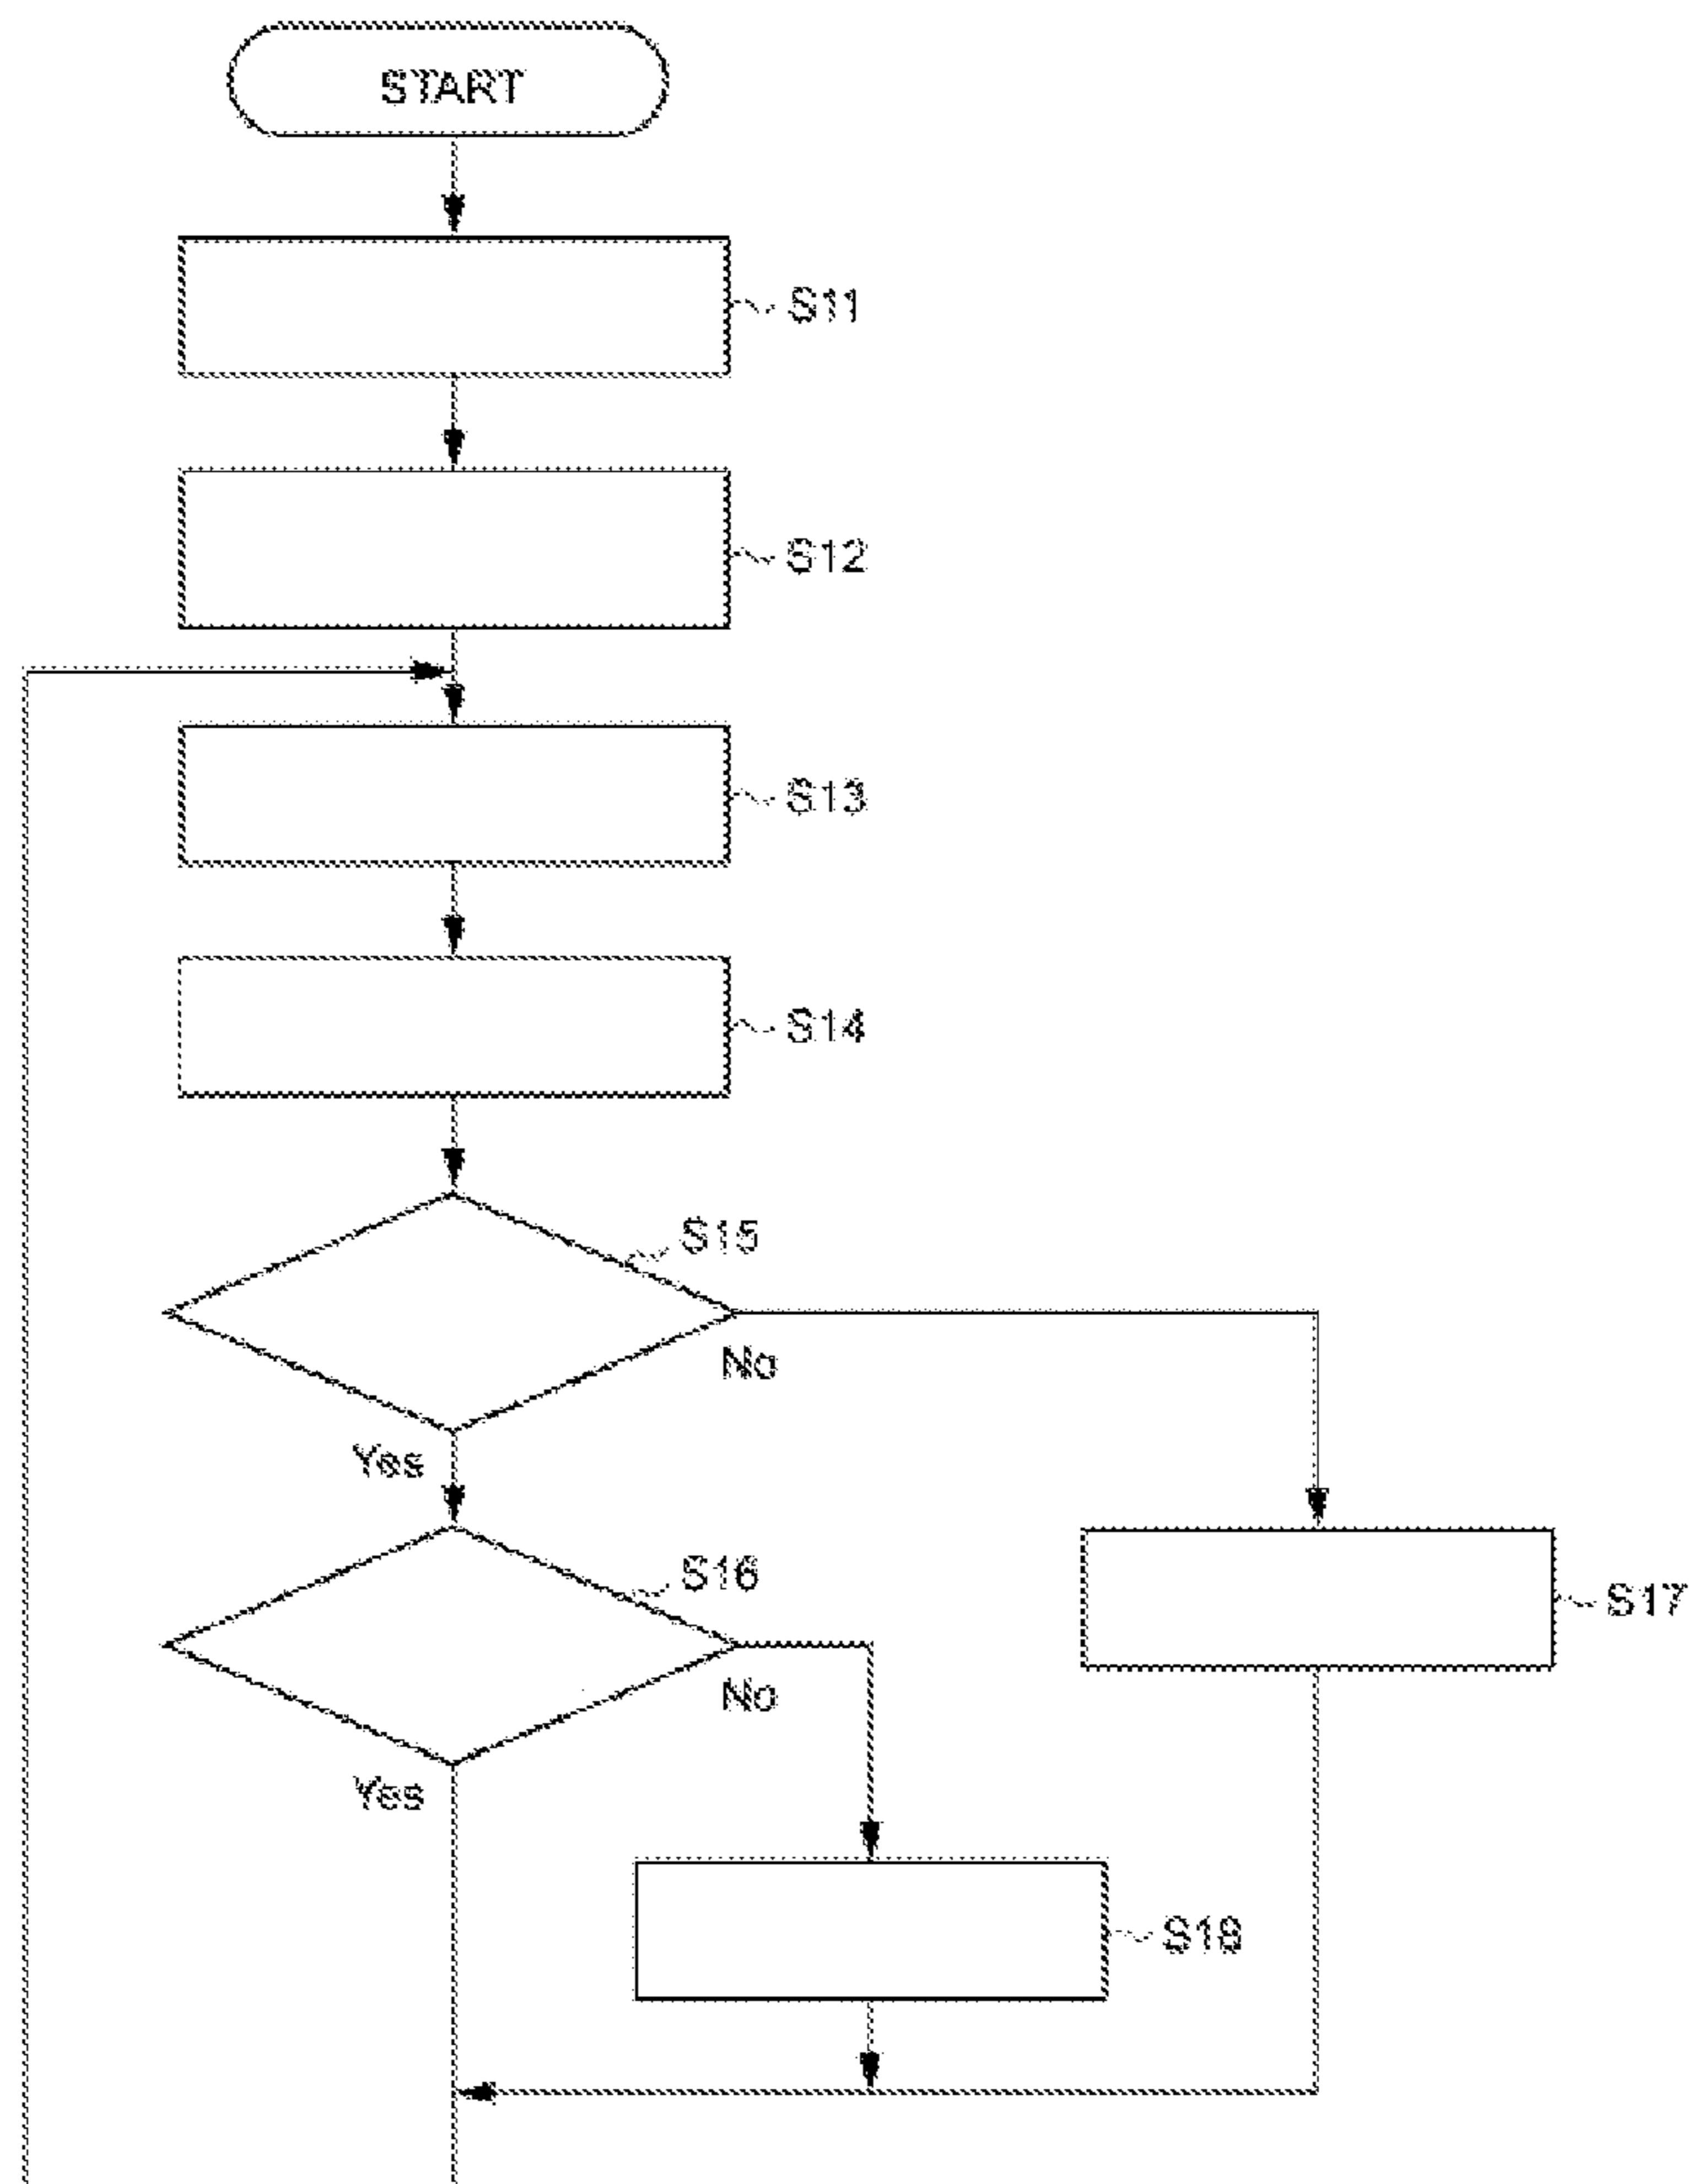 START
S11
S12
S13
S14
S15
No
Yes
S16
S17
No
Yes
S18